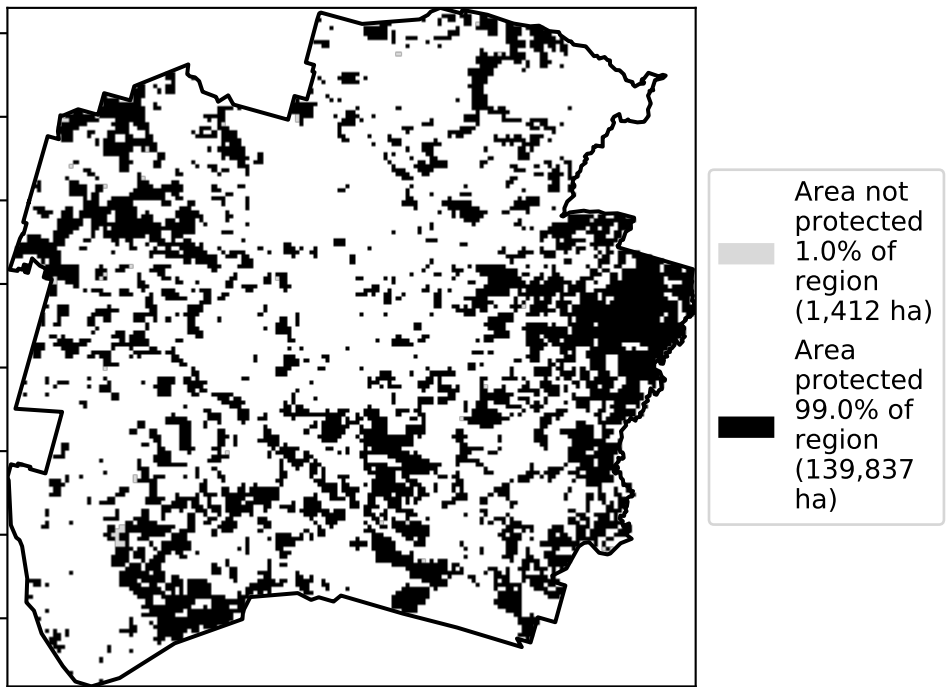 Area not
protected
1.0% of
region
(1,412 ha)
Area
protected
99.0% of
region
(139,837
ha)